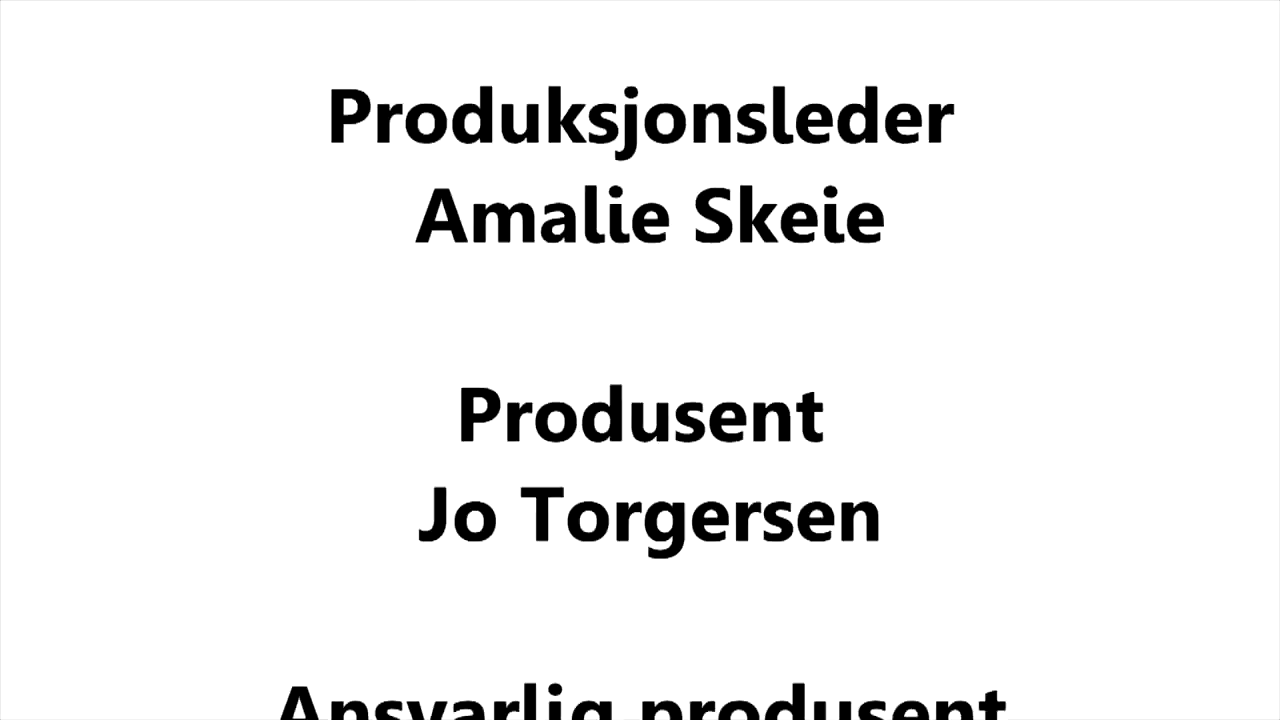 Produksjonsleder
Amalie Skeie
Produsent
Jo Torgersen
Ansvarlig produsent